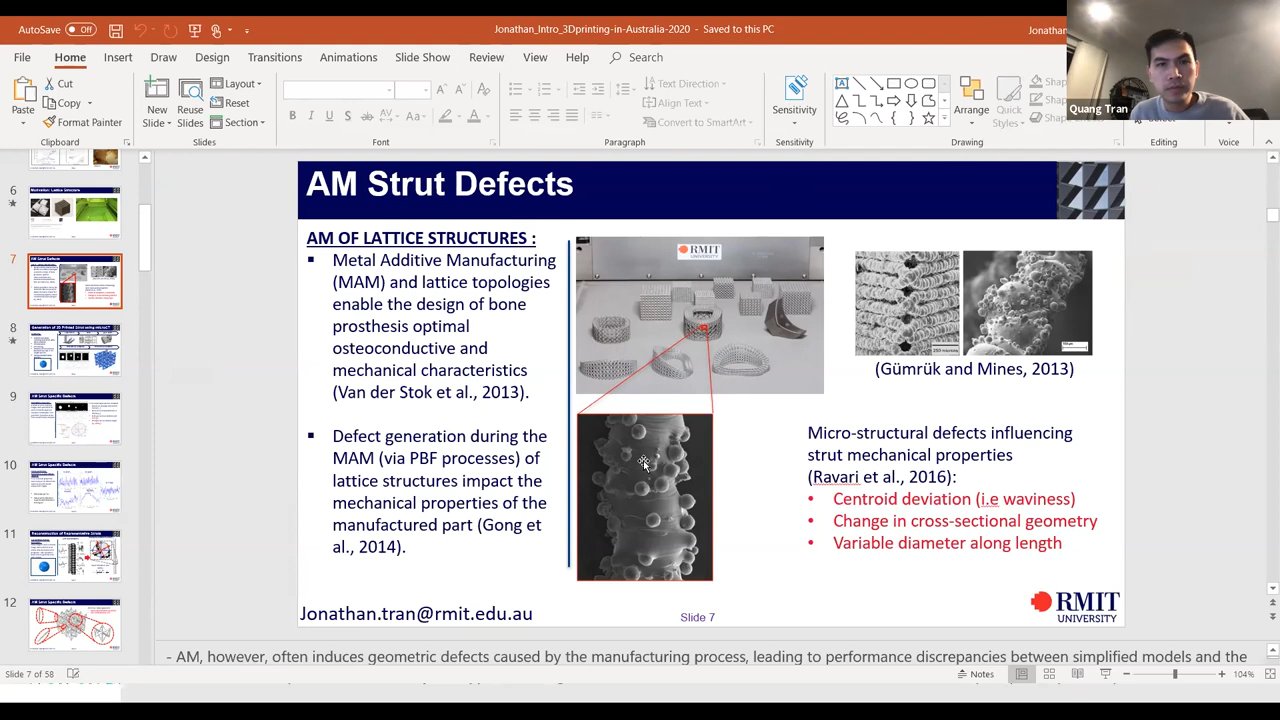 AutoSave Off
Jonathan_Intro_3Dprinting-in-Australia-2020 - Saved to this PC
Jonathan
Quang Tran
File Home Insert Draw Design Transitions Animations Slide Show Review View Help Search
Paste
Cut
Copy
Format Painter
Clipboard
New Slide
Reuse Slides
Layout
Reset
Section
Slides
Font
Text Direction
Align Text
Convert to SmartArt
Paragraph
Sensitivity
Sensitivity
Arrange
Quick Styles
Drawing
Editing
Voice
6
7
8
9
10
11
12
AM Strut Defects
AM OF LATTICE STRUCTURES :
▪ Metal Additive Manufacturing
(MAM) and lattice topologies
enable the design of bone
prosthesis optimal
osteoconductive and
mechanical characteristics
(Van der Stok et al., 2013).
▪ Defect generation during the
MAM (via PBF processes) of
lattice structures impact the
mechanical properties of the
manufactured part (Gong et
al., 2014).
RMIT
UNIVERSITY
(Gümrük and Mines, 2013)
Micro-structural defects influencing
strut mechanical properties
(Ravari et al., 2016):
• Centroid deviation (i.e waviness)
• Change in cross-sectional geometry
• Variable diameter along length
Jonathan.tran@rmit.edu.au
Slide 7
RMIT
UNIVERSITY
- AM, however, often induces geometric defects caused by the manufacturing process, leading to performance discrepancies between simplified models and the
Slide 7 of 58
Notes
104%